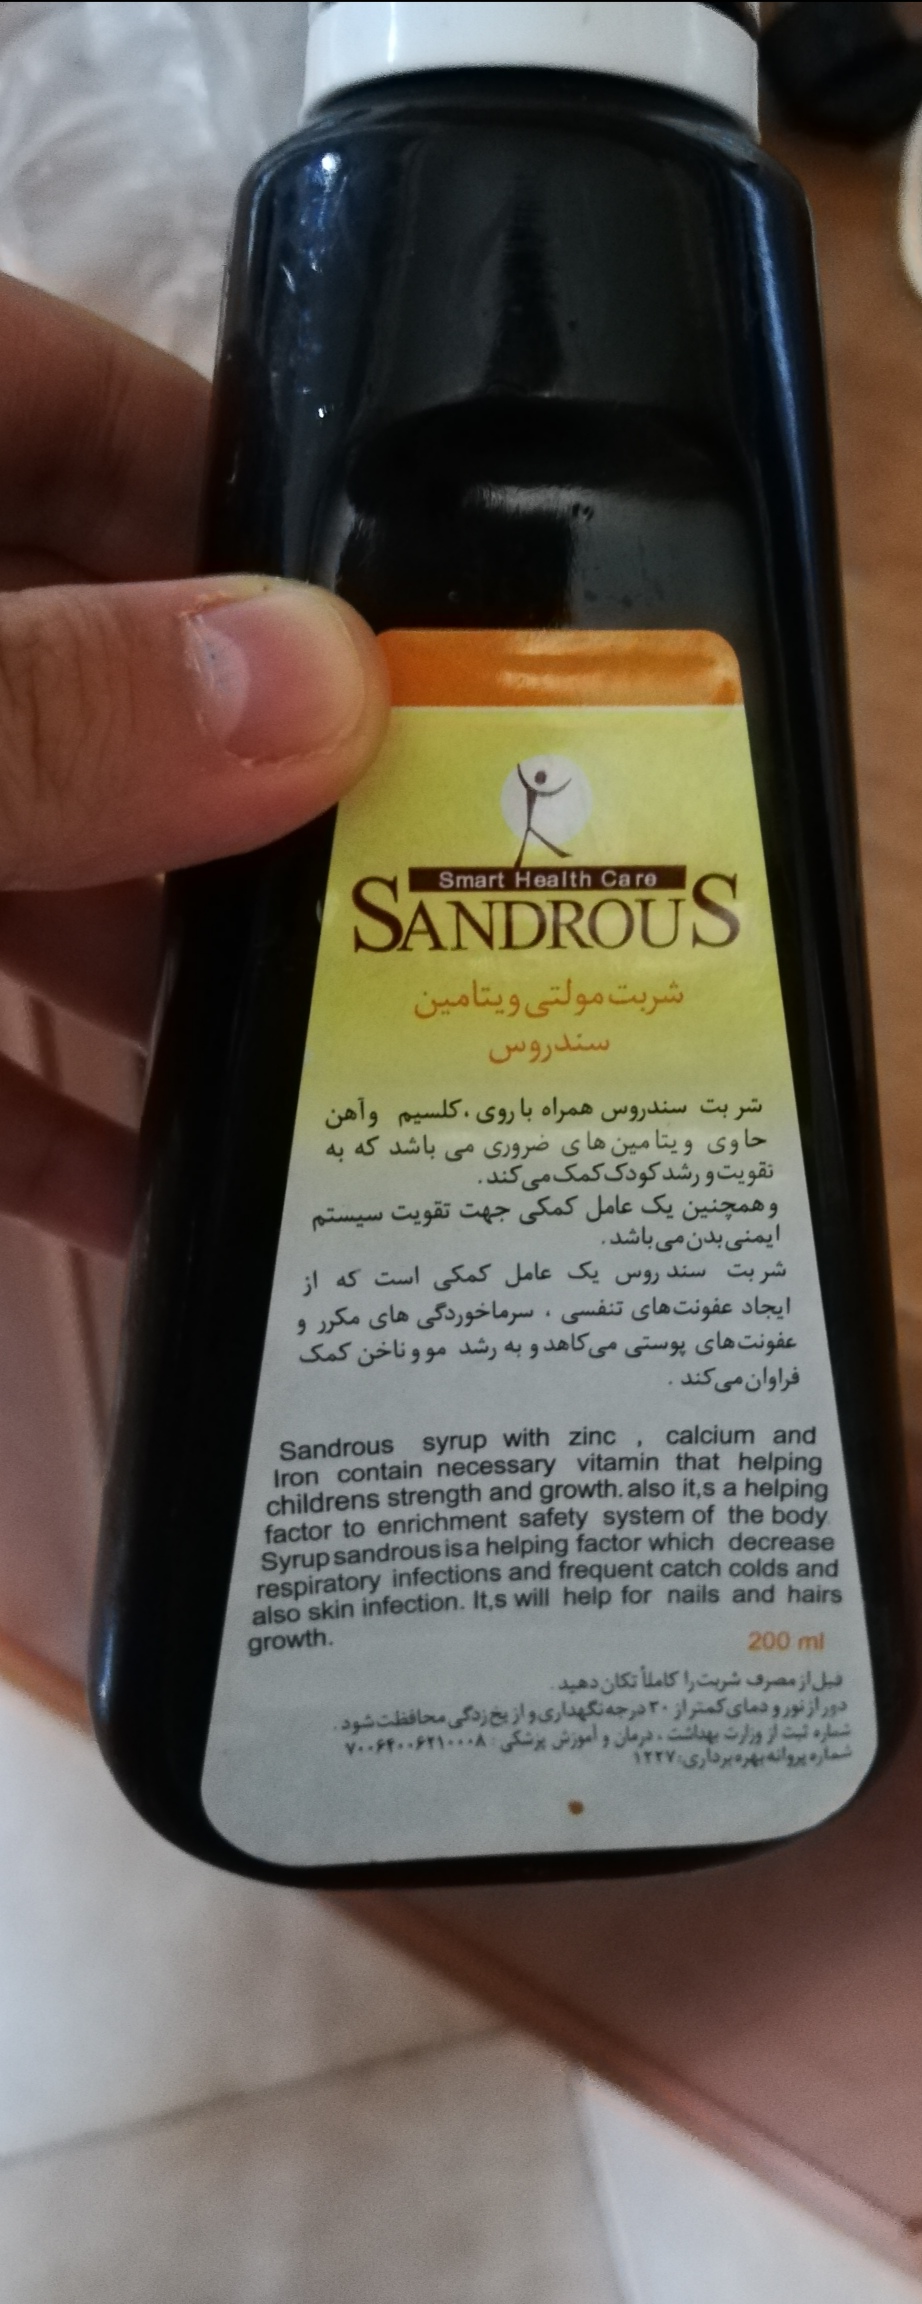 Smart Health Care
SANDROUS
شربت مولتی ویتامین
سندروس
شربت سندروس همراه با روی ، کلسیم و آهن
حاوی ویتامین های ضروری می باشد که به
تقویت و رشد کودک کمک می‌کند .
و همچنین یک عامل کمکی جهت تقویت سیستم
ایمنی بدن می‌باشد .
شربت سندروس یک عامل کمکی است که از
ایجاد عفونت‌های تنفسی ، سرماخوردگی های مکرر و
عفونت‌های پوستی می‌کاهد و به رشد مو و ناخن کمک
فراوان می‌کند .
Sandrous syrup with zinc , calcium and
Iron contain necessary vitamin that helping
childrens strength and growth. also it,s a helping
factor to enrichment safety system of the body
Syrup sandrous is a helping factor which decrease
respiratory infections and frequent catch colds and
also skin infection. It,s will help for nails and hairs
growth.
200 ml
قبل از مصرف شربت را کاملاً تکان دهید .
دور از نور و دمای کمتر از ۳۰ درجه نگهداری و از یخ زدگی محافظت شود .
شماره ثبت از وزارت بهداشت ، درمان و آموزش پزشکی : ۷۰۰۶۴۰۰۶۲۱۰۰۰۸
شماره پروانه بهره برداری: ۱۲۲۷